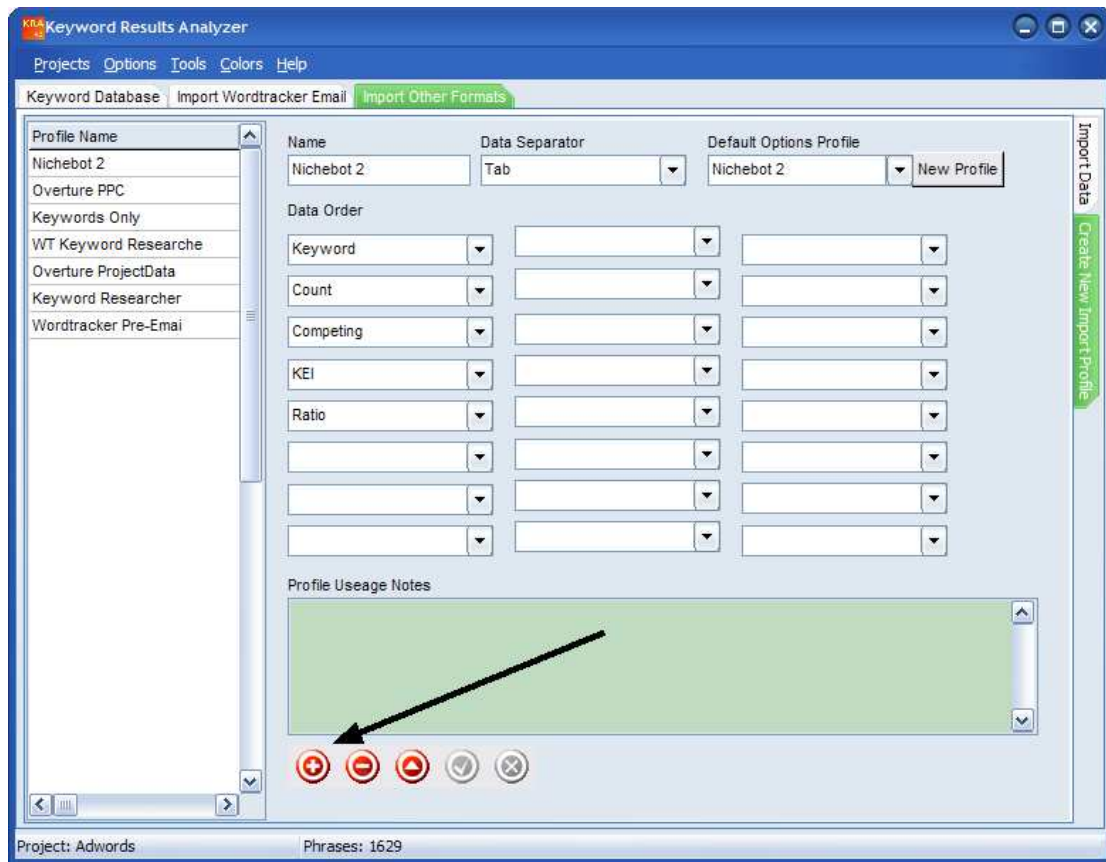 KRA
4.2
Keyword Results Analyzer
Projects Options Tools Colors Help
Keyword Database Import Wordtracker Email Import Other Formats
Profile Name
Nichebot 2
Overture PPC
Keywords Only
WT Keyword Researche
Overture ProjectData
Keyword Researcher
Wordtracker Pre-Emai
Name Data Separator Default Options Profile
Nichebot 2 Tab Nichebot 2 New Profile
Data Order
Keyword
Count
Competing
KEI
Ratio
Profile Useage Notes
Import Data
Create New Import Profile
Project: Adwords Phrases: 1629